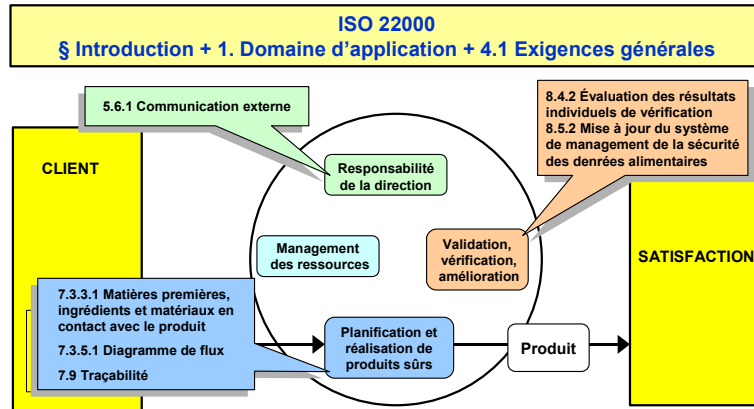 ISO 22000
§ Introduction + 1. Domaine d’application + 4.1 Exigences générales
5.6.1 Communication externe
8.4.2 Évaluation des résultats
individuels de vérification
8.5.2 Mise à jour du système
de management de la sécurité
des denrées alimentaires
CLIENT
Responsabilité
de la direction
Management
des ressources
Validation,
vérification,
amélioration
SATISFACTION
7.3.3.1 Matières premières,
ingrédients et matériaux en
contact avec le produit
7.3.5.1 Diagramme de flux
7.9 Traçabilité
Planification et
réalisation de
produits sûrs
Produit